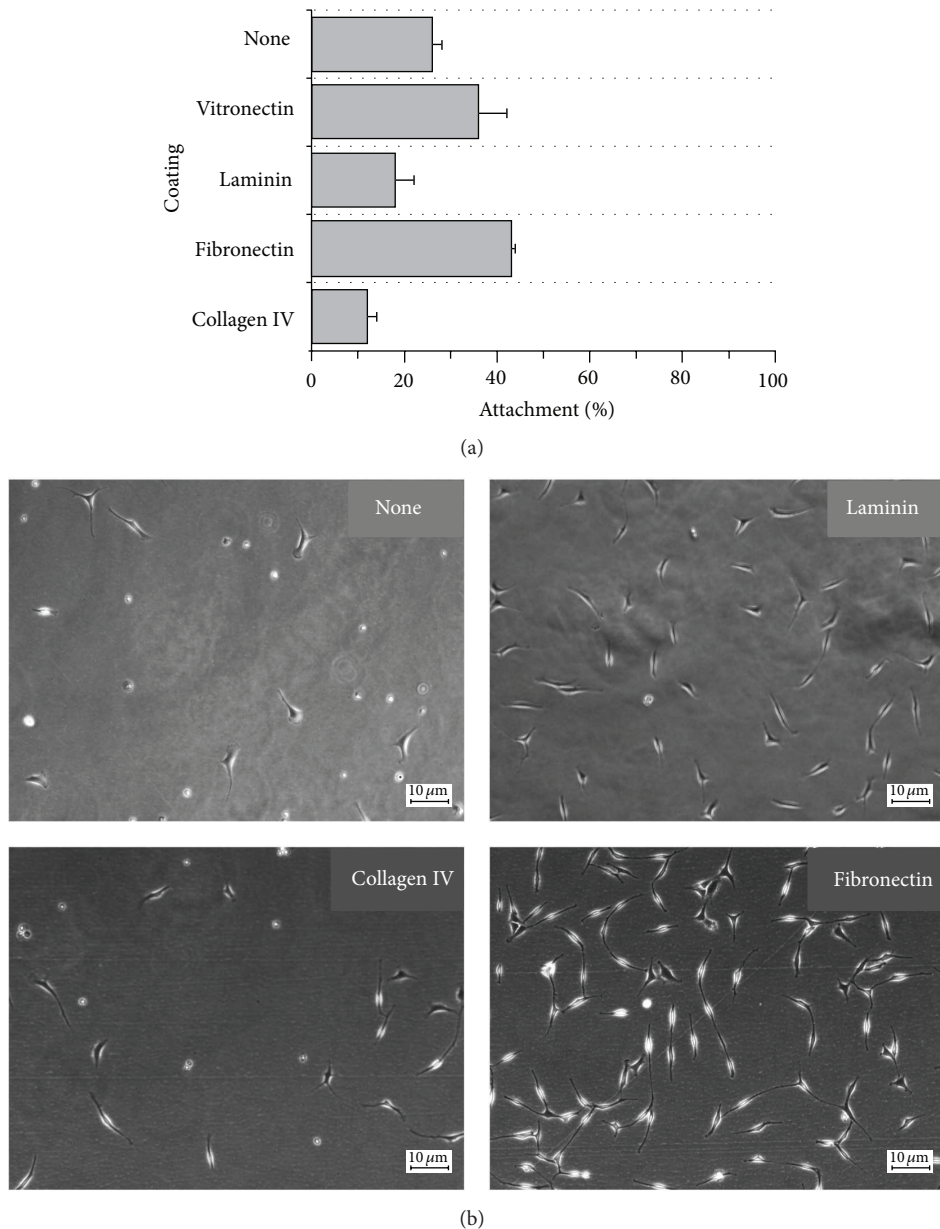 None
Vitronectin
Laminin
Fibronectin
Collagen IV
Coating
0 20 40 60 80 100
Attachment (%)
(a)
None
Laminin
10 μm
10 μm
Collagen IV
Fibronectin
10 μm
10 μm
(b)